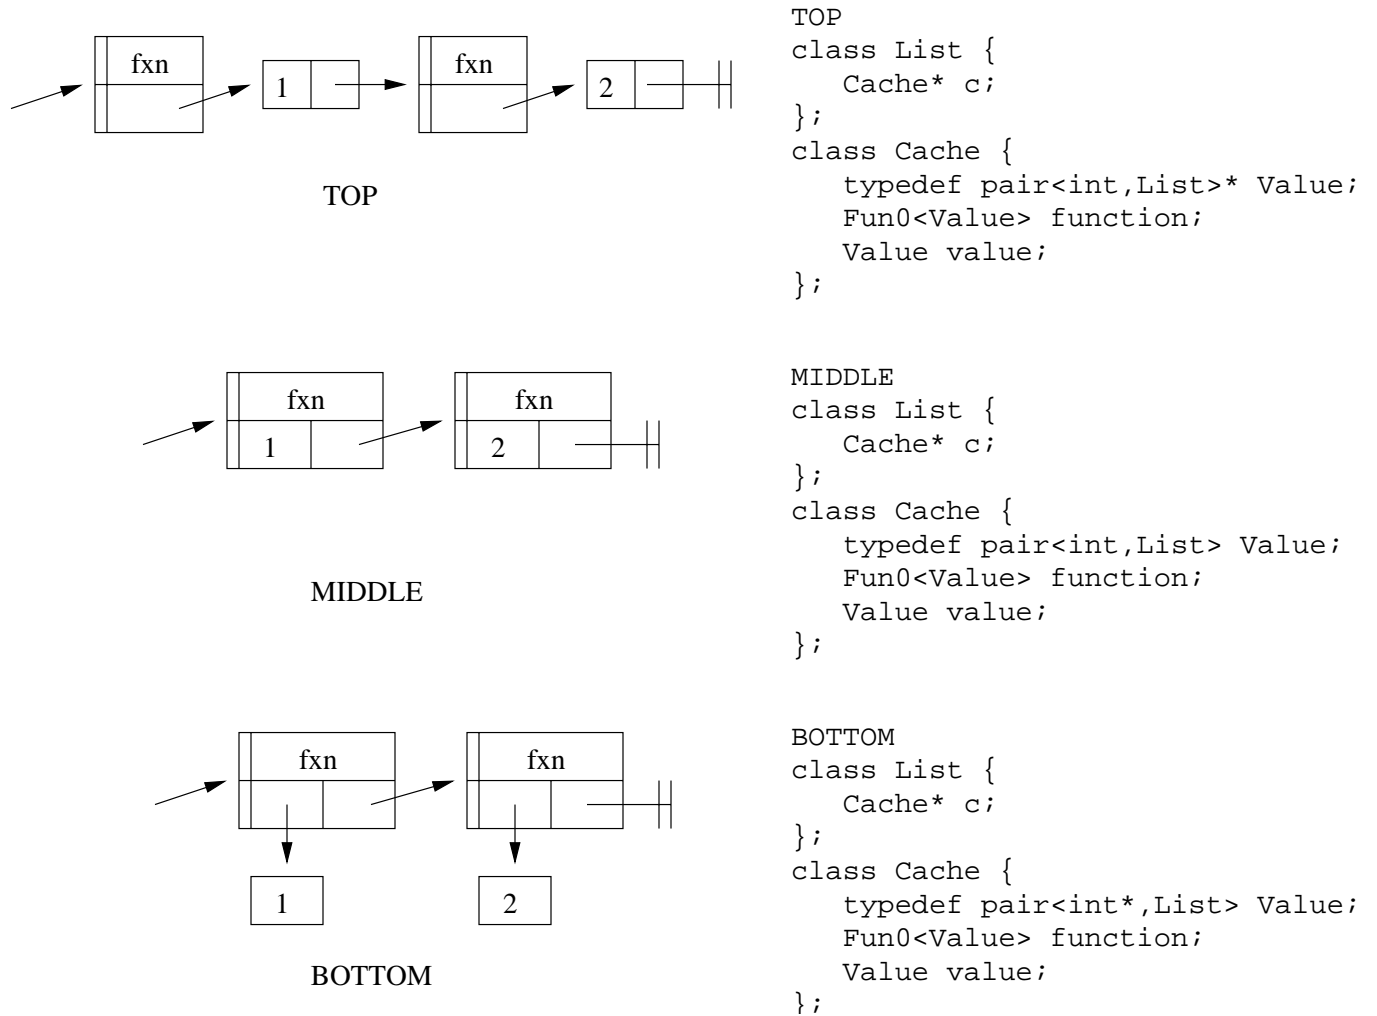 fxn
1
fxn
2
TOP
TOP
class List {
   Cache* c;
};
class Cache {
   typedef pair<int,List>* Value;
   Fun0<Value> function;
   Value value;
};
fxn
1
fxn
2
MIDDLE
MIDDLE
class List {
   Cache* c;
};
class Cache {
   typedef pair<int,List> Value;
   Fun0<Value> function;
   Value value;
};
fxn
fxn
1
2
BOTTOM
BOTTOM
class List {
   Cache* c;
};
class Cache {
   typedef pair<int*,List> Value;
   Fun0<Value> function;
   Value value;
};